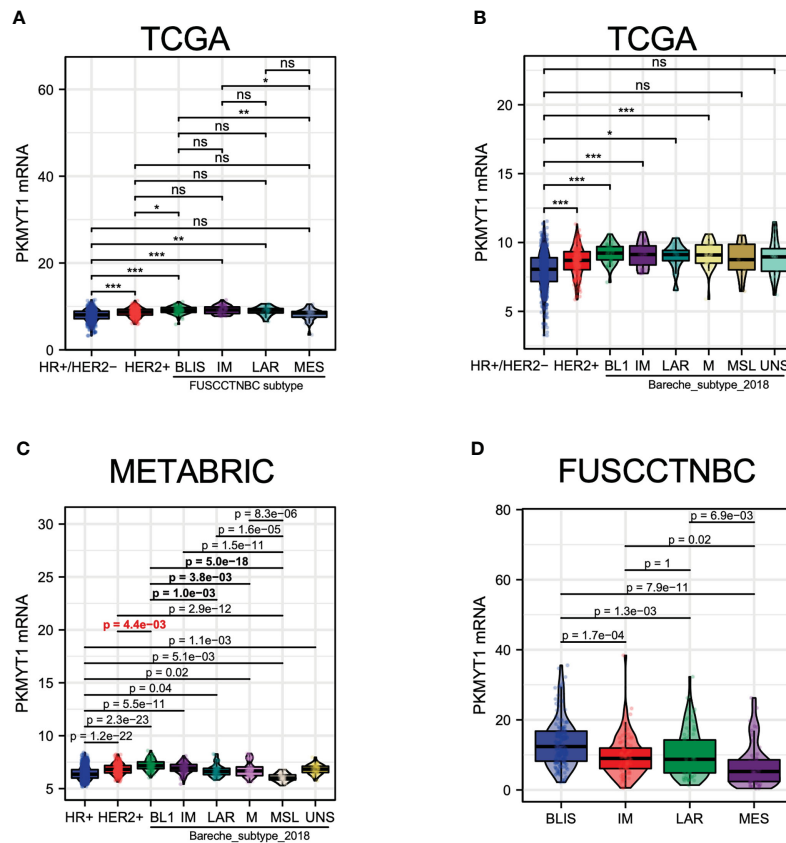 A
TCGA
PKMYT1 mRNA
60
40
20
0
ns
*
ns
**
ns
ns
ns
ns
ns
*
ns
**
***
***
***
HR+/HER2−
HER2+
BLIS
IM
LAR
MES
FUSCCTNBC subtype
B
TCGA
PKMYT1 mRNA
20
15
10
5
ns
ns
***
*
***
***
***
HR+/HER2−
HER2+
BL1
IM
LAR
M
MSL
UNS
Bareche_subtype_2018
C
METABRIC
PKMYT1 mRNA
30
25
20
15
10
5
p = 8.3e−06
p = 1.6e−05
p = 1.5e−11
p = 5.0e−18
p = 3.8e−03
p = 1.0e−03
p = 2.9e−12
p = 4.4e−03
p = 1.1e−03
p = 5.1e−03
p = 0.02
p = 0.04
p = 5.5e−11
p = 2.3e−23
p = 1.2e−22
HR+
HER2+
BL1
IM
LAR
M
MSL
UNS
Bareche_subtype_2018
D
FUSCCTNBC
PKMYT1 mRNA
80
60
40
20
0
p = 6.9e−03
p = 0.02
p = 1
p = 7.9e−11
p = 1.3e−03
p = 1.7e−04
BLIS
IM
LAR
MES